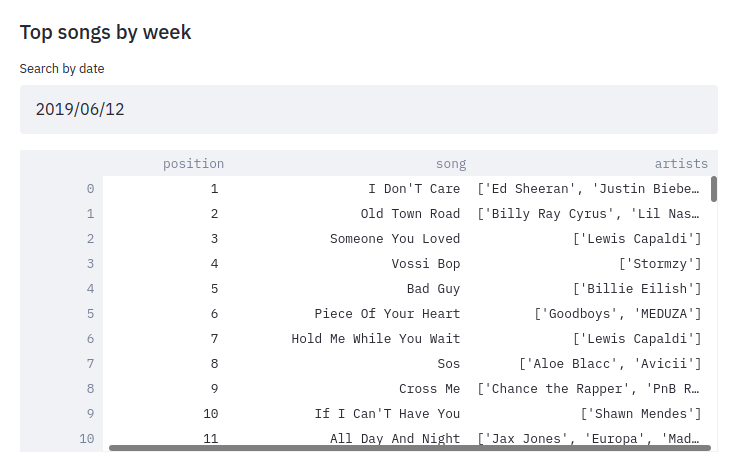 Top songs by week
Search by date
2019/06/12
position song artists
0 1 I Don'T Care ['Ed Sheeran', 'Justin Biebe…
1 2 Old Town Road ['Billy Ray Cyrus', 'Lil Nas…
2 3 Someone You Loved ['Lewis Capaldi']
3 4 Vossi Bop ['Stormzy']
4 5 Bad Guy ['Billie Eilish']
5 6 Piece Of Your Heart ['Goodboys', 'MEDUZA']
6 7 Hold Me While You Wait ['Lewis Capaldi']
7 8 Sos ['Aloe Blacc', 'Avicii']
8 9 Cross Me ['Chance the Rapper', 'PnB R…
9 10 If I Can'T Have You ['Shawn Mendes']
10 11 All Day And Night ['Jax Jones', 'Europa', 'Mad…